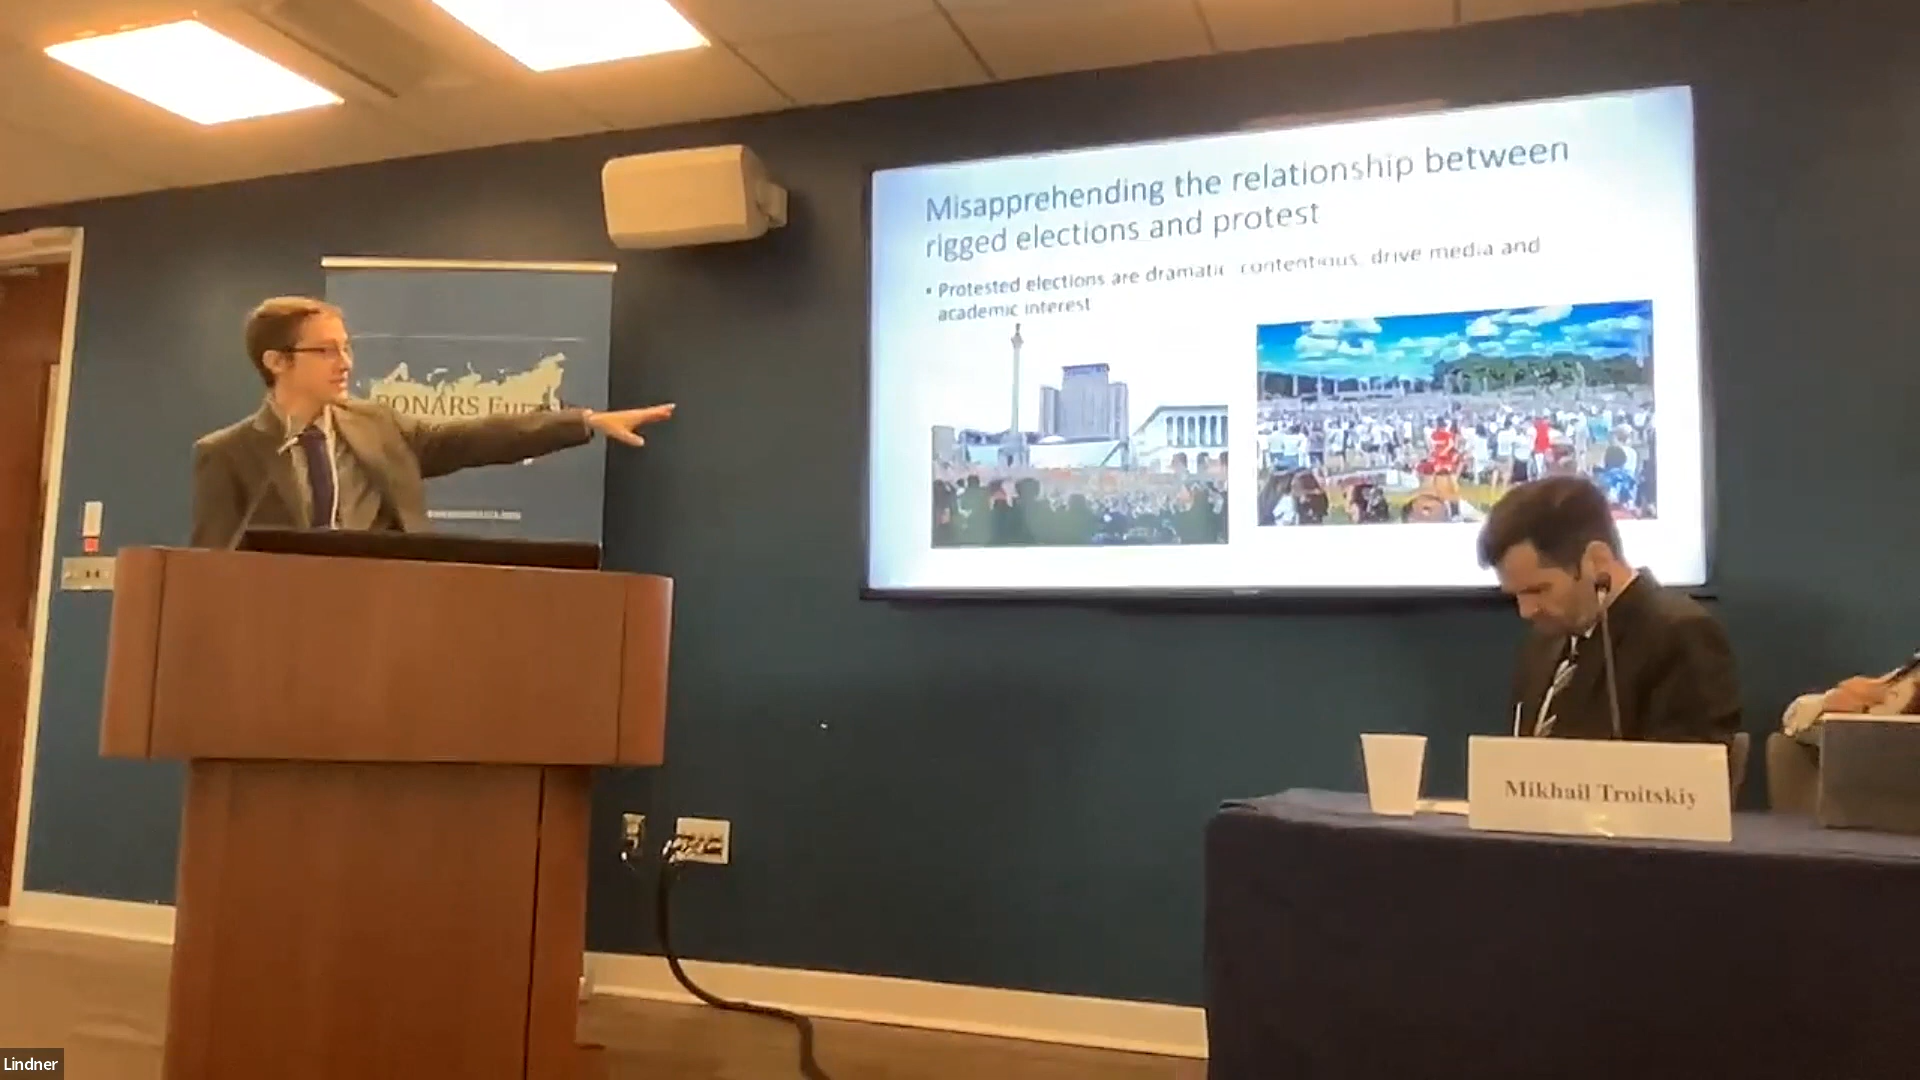 Misapprehending the relationship between
rigged elections and protest
• Protested elections are dramatic, contentious, drive media and
academic interest
PONARS Euras
Mikhail Troitskiy
Lindner